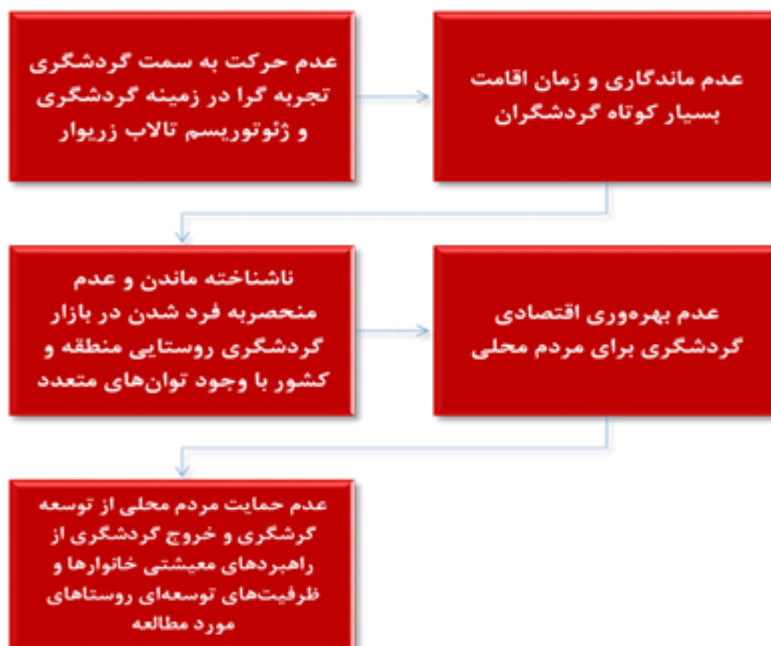 عدم حرکت به سمت گردشگری
تجربه گرا در زمینه گردشگری
و ژئوتوریسم تالاب زریوار
عدم ماندگاری و زمان اقامت
بسیار کوتاه گردشگران
ناشناخته ماندن و عدم
منحصربه فرد شدن در بازار
گردشگری روستایی منطقه و
کشور با وجود توان‌های متعدد
عدم بهره‌وری اقتصادی
گردشگری برای مردم محلی
عدم حمایت مردم محلی از توسعه
گرشگری و خروج گردشگری از
راهبردهای معیشتی خانوارها و
ظرفیت‌های توسعه‌ای روستاهای
مورد مطالعه